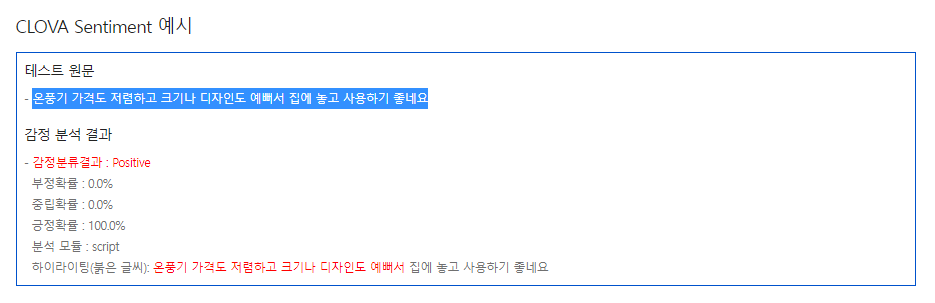 CLOVA Sentiment 예시
테스트 원문
- 온풍기 가격도 저렴하고 크기나 디자인도 예뻐서 집에 놓고 사용하기 좋네요
감정 분석 결과
- 감정분류결과 : Positive
부정확률 : 0.0%
중립확률 : 0.0%
긍정확률 : 100.0%
분석 모듈 : script
하이라이팅(붉은 글씨): 온풍기 가격도 저렴하고 크기나 디자인도 예뻐서 집에 놓고 사용하기 좋네요